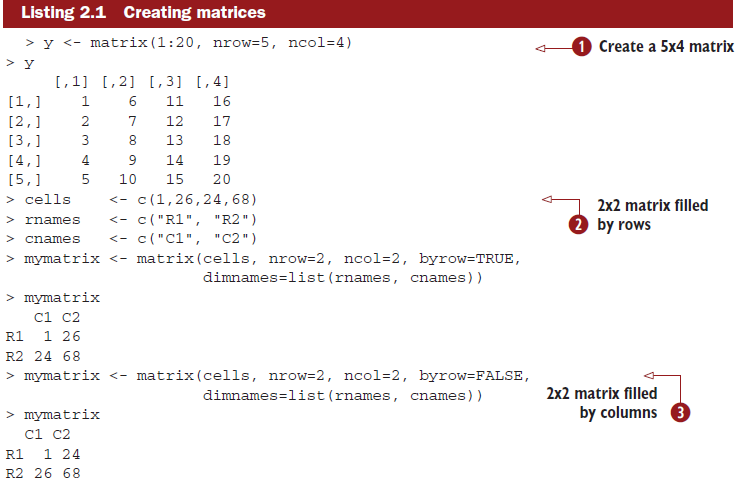 Listing 2.1 Creating matrices
> y <- matrix(1:20, nrow=5, ncol=4)
1 Create a 5x4 matrix
> y
[,1] [,2] [,3] [,4]
[1,] 1 6 11 16
[2,] 2 7 12 17
[3,] 3 8 13 18
[4,] 4 9 14 19
[5,] 5 10 15 20
> cells <- c(1,26,24,68)
2x2 matrix filled
> rnames <- c("R1", "R2")
2 by rows
> cnames <- c("C1", "C2")
> mymatrix <- matrix(cells, nrow=2, ncol=2, byrow=TRUE,
dimnames=list(rnames, cnames))
> mymatrix
C1 C2
R1 1 26
R2 24 68
> mymatrix <- matrix(cells, nrow=2, ncol=2, byrow=FALSE,
dimnames=list(rnames, cnames))
2x2 matrix filled
by columns 3
> mymatrix
C1 C2
R1 1 24
R2 26 68